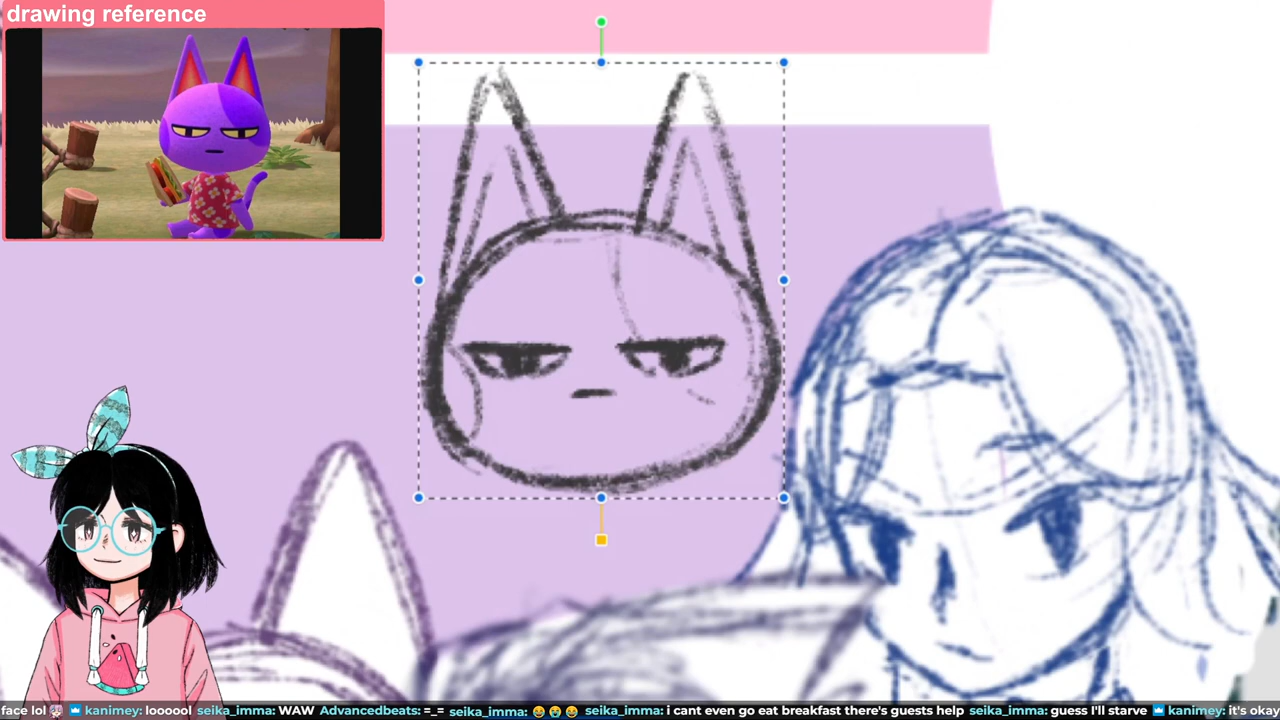 drawing reference
face lol kanimey: loooool seika_imma: WAW Advancedbeats: =_= seika_imma: 😂 😭 😂 seika_imma: i cant even go eat breakfast there's guests help seika_imma: guess I'll starve kanimey: it's okay